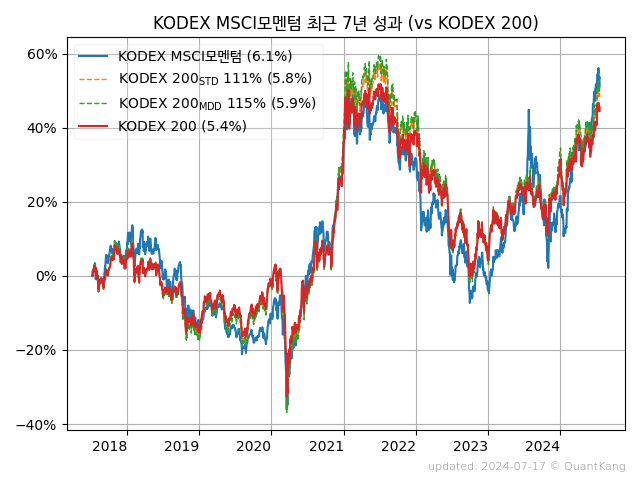 KODEX MSCI모멘텀 최근 7년 성과 (vs KODEX 200)
60%
40%
20%
0%
−20%
−40%
KODEX MSCI모멘텀 (6.1%)
KODEX 200STD 111% (5.8%)
KODEX 200MDD 115% (5.9%)
KODEX 200 (5.4%)
2018 2019 2020 2021 2022 2023 2024
updated: 2024-07-17 © QuantKang